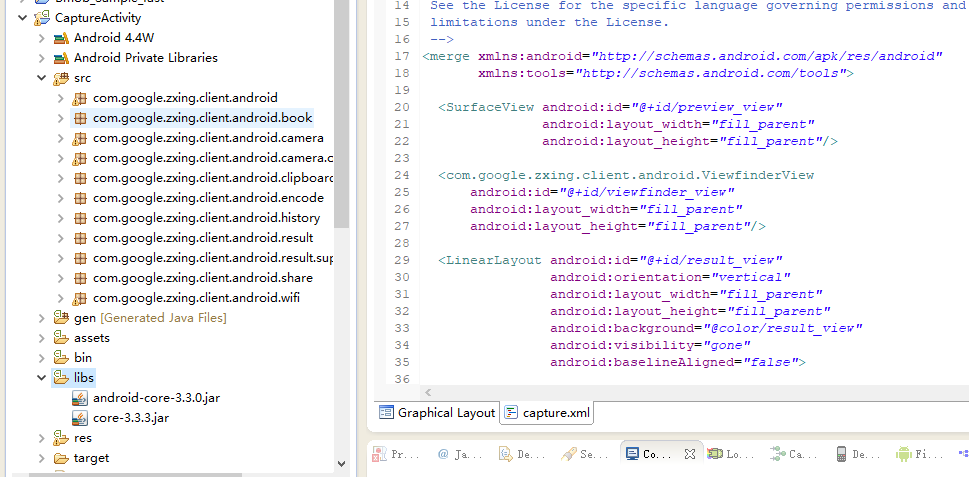 Bmob_Sample_fast
CaptureActivity
Android 4.4W
Android Private Libraries
src
com.google.zxing.client.android
com.google.zxing.client.android.book
com.google.zxing.client.android.camera
com.google.zxing.client.android.camera.c
com.google.zxing.client.android.clipboard
com.google.zxing.client.android.encode
com.google.zxing.client.android.history
com.google.zxing.client.android.result
com.google.zxing.client.android.result.sup
com.google.zxing.client.android.share
com.google.zxing.client.android.wifi
gen [Generated Java Files]
assets
bin
libs
android-core-3.3.0.jar
core-3.3.3.jar
res
target
14 See the License for the specific language governing permissions and
15 limitations under the License.
16 -->
17 <merge xmlns:android="http://schemas.android.com/apk/res/android"
18 xmlns:tools="http://schemas.android.com/tools">
19
20 <SurfaceView android:id="@+id/preview_view"
21 android:layout_width="fill_parent"
22 android:layout_height="fill_parent"/>
23
24 <com.google.zxing.client.android.ViewfinderView
25 android:id="@+id/viewfinder_view"
26 android:layout_width="fill_parent"
27 android:layout_height="fill_parent"/>
28
29 <LinearLayout android:id="@+id/result_view"
30 android:orientation="vertical"
31 android:layout_width="fill_parent"
32 android:layout_height="fill_parent"
33 android:background="@color/result_view"
34 android:visibility="gone"
35 android:baselineAligned="false">
36
Graphical Layout capture.xml
Pr... Ja... De... Se... Co... Lo... Ca... De... Fi...